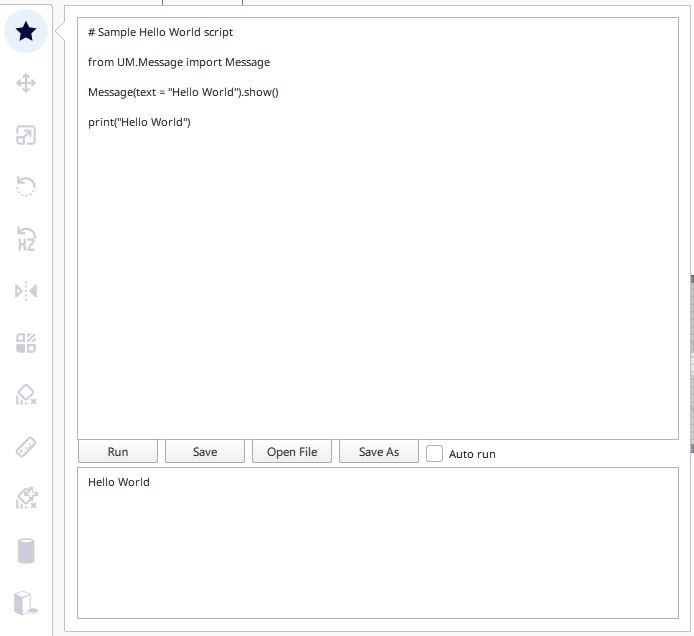 # Sample Hello World script
from UM.Message import Message
Message(text = "Hello World").show()
print("Hello World")
Run
Save
Open File
Save As
Auto run
Hello World